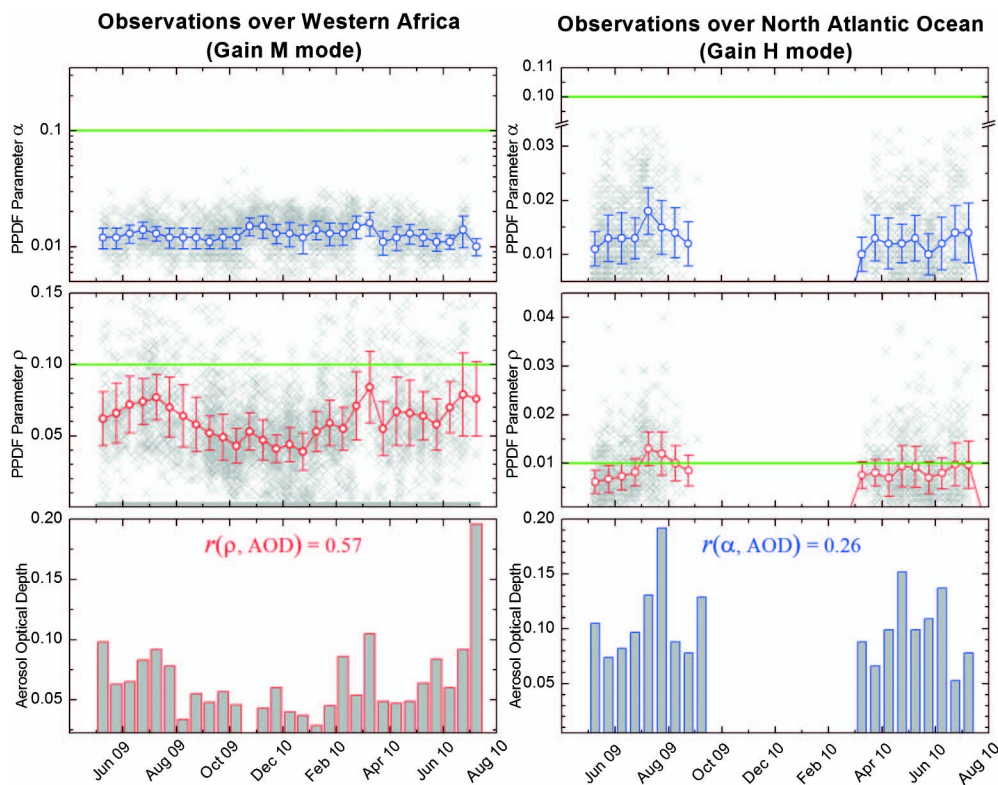 Observations over Western Africa
(Gain M mode)
Observations over North Atlantic Ocean
(Gain H mode)
PPDF Parameter α
0.1
0.01
PPDF Parameter α
0.11
0.10
0.03
0.02
0.01
PPDF Parameter ρ
0.15
0.10
0.05
PPDF Parameter ρ
0.04
0.03
0.02
0.01
Aerosol Optical Depth
0.20
0.15
0.10
0.05
r(ρ, AOD) = 0.57
Aerosol Optical Depth
0.20
0.15
0.10
0.05
r(α, AOD) = 0.26
Jun 09
Aug 09
Oct 09
Dec 10
Feb 10
Apr 10
Jun 10
Aug 10
Jun 09
Aug 09
Oct 09
Dec 10
Feb 10
Apr 10
Jun 10
Aug 10